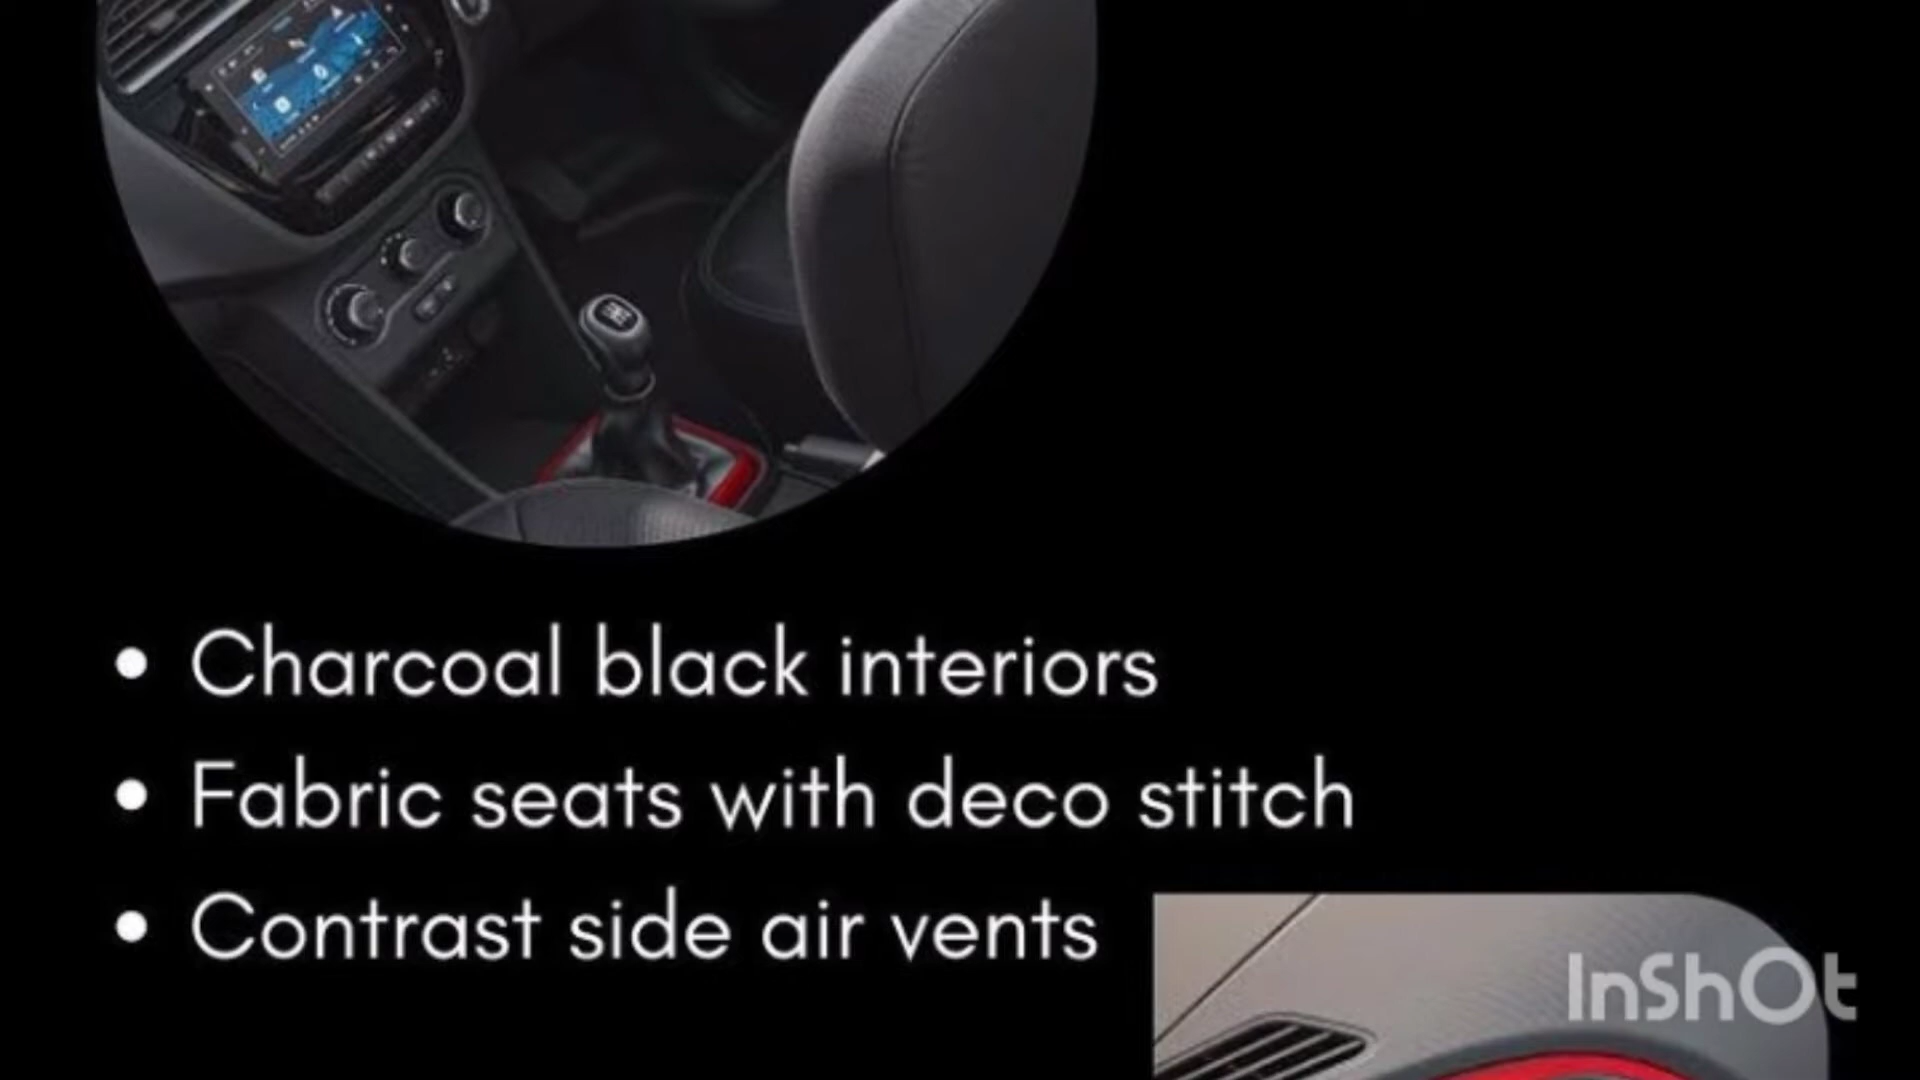 • Charcoal black interiors
• Fabric seats with deco stitch
• Contrast side air vents
InShOt